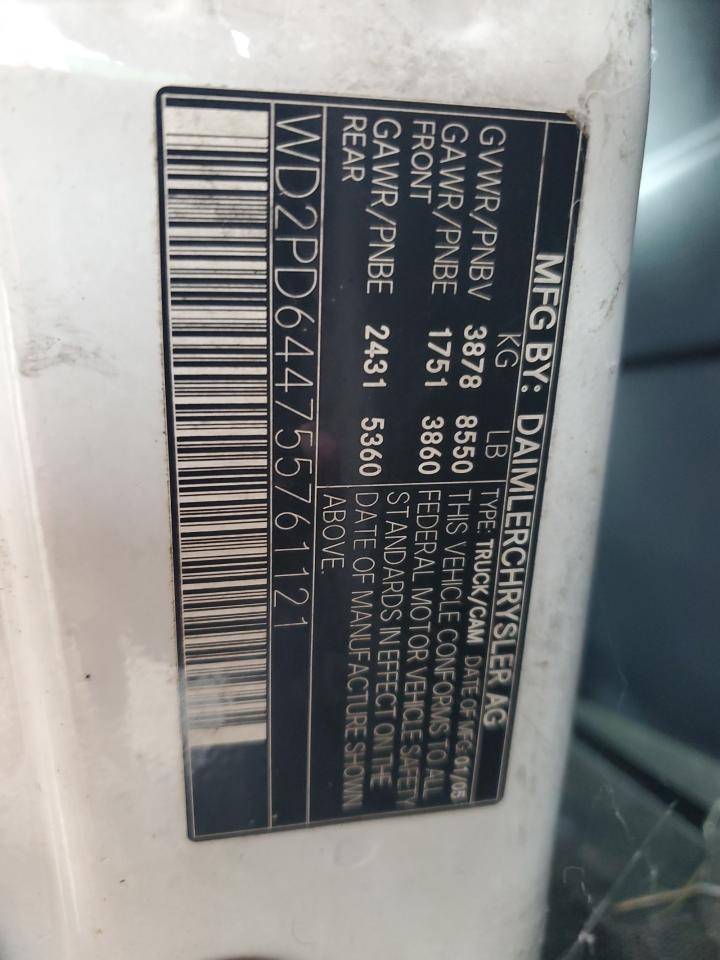 MFG BY: DAIMLERCHRYSLER AG
KG LB
GVWR/PNBV 3878 8550
GAWR/PNBE 1751 3860
FRONT
GAWR/PNBE 2431 5360
REAR
TYPE: TRUCK/CAM DATE OF MFG 01/05
THIS VEHICLE CONFORMS TO ALL
FEDERAL MOTOR VEHICLE SAFETY
STANDARDS IN EFFECT ON THE
DATE OF MANUFACTURE SHOWN
ABOVE.
WD2PD644755761121